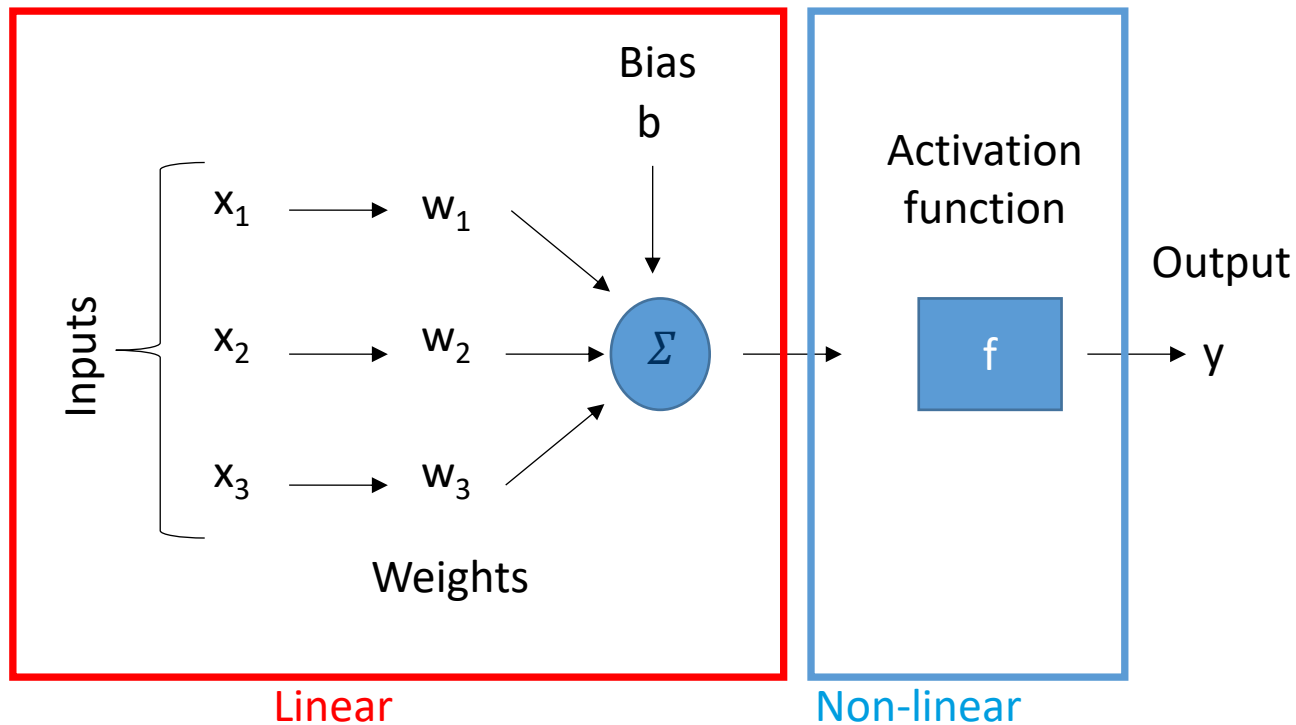 Bias
b
Activation
function
x₁
w₁
Output
Inputs
x₂
w₂
Σ
f
y
x₃
w₃
Weights
Linear
Non-linear